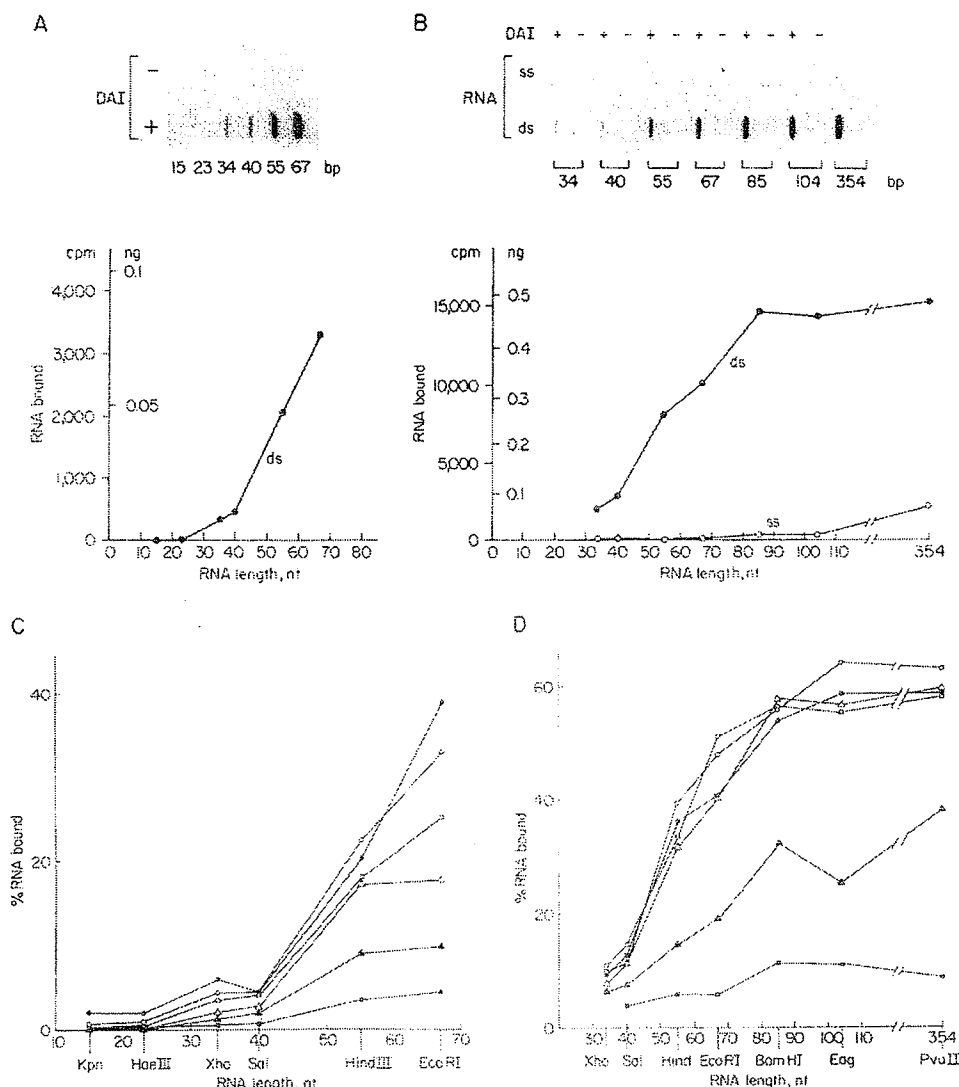 A
DAI
−
+
15 23 34 40 55 67 bp
B
DAI + - + - + - + - + -
RNA
ss
ds
34 40 55 67 85 104 354 bp
cpm ng
4,000
3,000
2,000
1,000
0
0.1
0.05
RNA bound
ds
0 10 20 30 40 50 60 70 80
RNA length, nt
cpm ng
15,000
10,000
5,000
0
0.5
0.4
0.3
0.2
0.1
RNA bound
ds
ss
0 10 20 30 40 50 60 70 80 90 100 110 354
RNA length, nt
C
40
20
0
% RNA bound
10 20 30 40 50 60 70
Kpn HaeIII Xho Sal HindIII EcoRI
RNA length, nt
D
60
40
20
0
% RNA bound
30 40 50 60 70 80 90 100 110 354
Xho Sal Hind EcoRI BamHI Eag PvuII
RNA length, nt